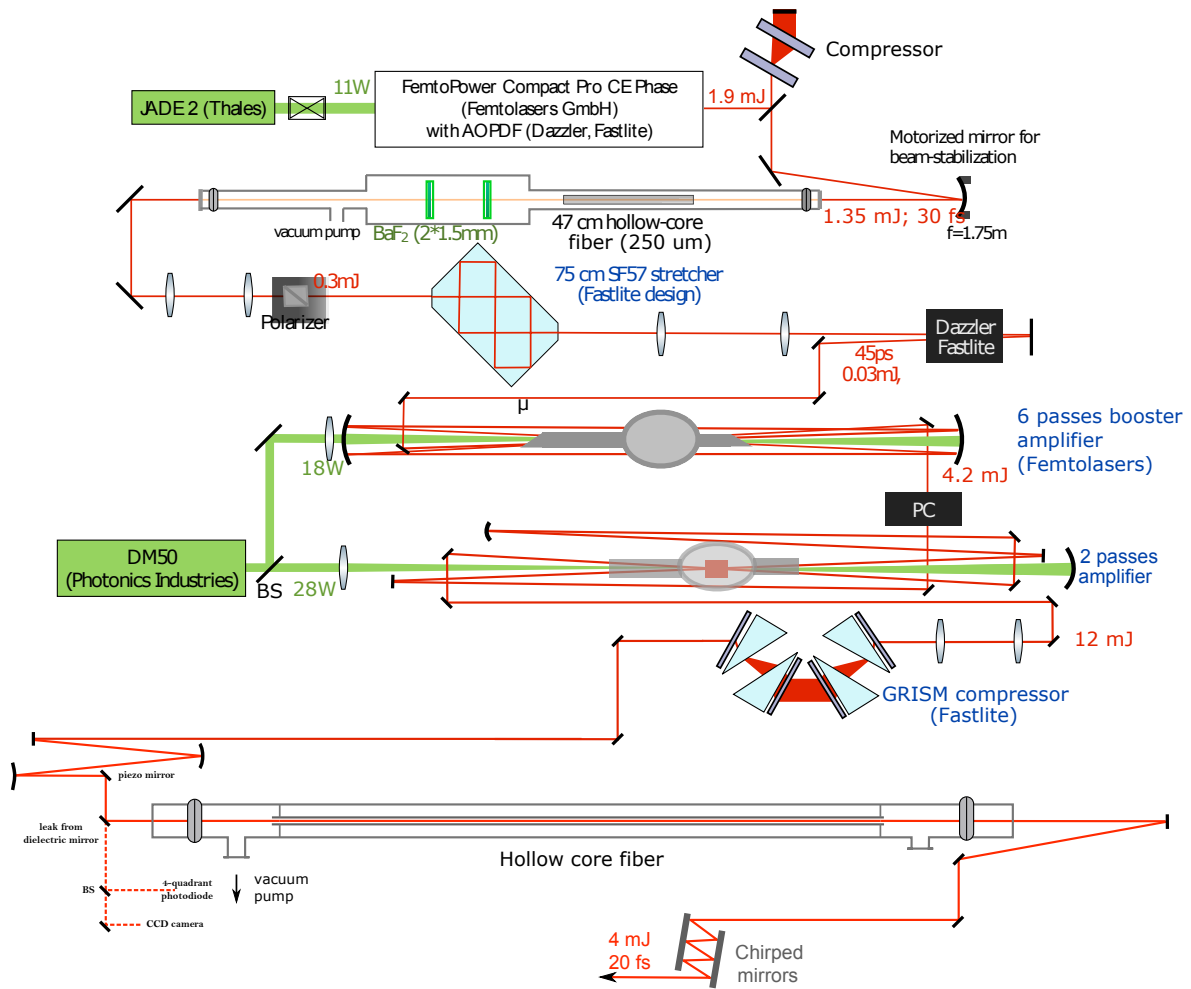 Compressor
11W
FemtoPower Compact Pro CE Phase
(Femtolasers GmbH)
with AOPDF (Dazzler, Fastlite)
1.9 mJ
JADE 2 (Thales)
Motorized mirror for
beam-stabilization
1.35 mJ; 30 fs
f=1.75m
vacuum pump
BaF2 (2*1.5mm)
47 cm hollow-core
fiber (250 um)
0.3mJ
Polarizer
75 cm SF57 stretcher
(Fastlite design)
Dazzler
Fastlite
45ps
0.03mJ,
µ
18W
6 passes booster
amplifier
(Femtolasers)
4.2 mJ
PC
DM50
(Photonics Industries)
BS
28W
2 passes
amplifier
12 mJ
GRISM compressor
(Fastlite)
piezo mirror
leak from
dielectric mirror
Hollow core fiber
BS
4-quadrant
photodiode
vacuum
pump
CCD camera
4 mJ
20 fs
Chirped
mirrors